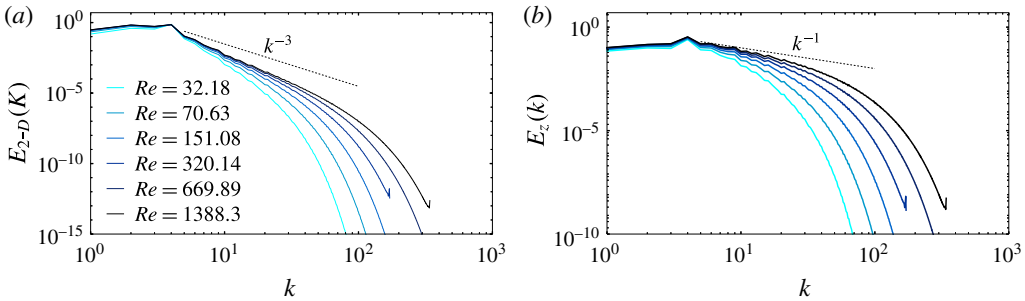 (a)
10^0
10^−5
10^−10
10^−15
E_{2–D}(K)
k^−3
Re = 32.18
Re = 70.63
Re = 151.08
Re = 320.14
Re = 669.89
Re = 1388.3
10^0 10^1 10^2 10^3
k
(b)
10^0
10^−5
10^−10
E_z(k)
k^−1
10^0 10^1 10^2 10^3
k